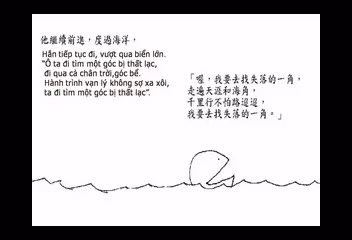 他繼續前進，度過海洋，
Hắn tiếp tục đi, vượt qua biển lớn.
“Ô ta đi tìm một góc bị thất lạc,
đi qua cả chân trời,góc bể.
Hành trình vạn lý không sợ xa xôi,
ta đi tìm một góc bị thất lạc”.
「喔，我要去找失落的一角，
走遍天涯和海角，
千里行不怕路迢迢，
我要去找失落的一角。」